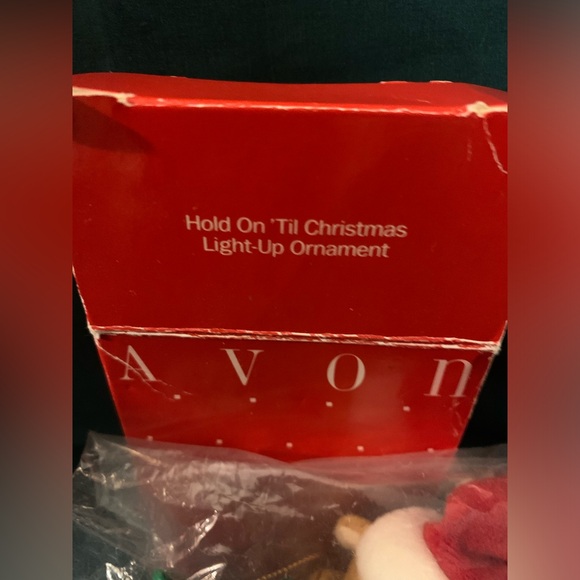 Hold On 'Til Christmas
Light-Up Ornament
AVON